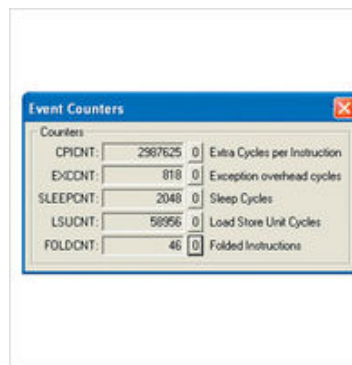 Event Counters
Counters
CPICNT: 2987625 0 Extra Cycles per Instruction
EXCCNT: 818 0 Exception overhead cycles
SLEEPCNT: 2048 0 Sleep Cycles
LSUCNT: 58956 0 Load Store Unit Cycles
FOLDCNT: 46 0 Folded Instructions